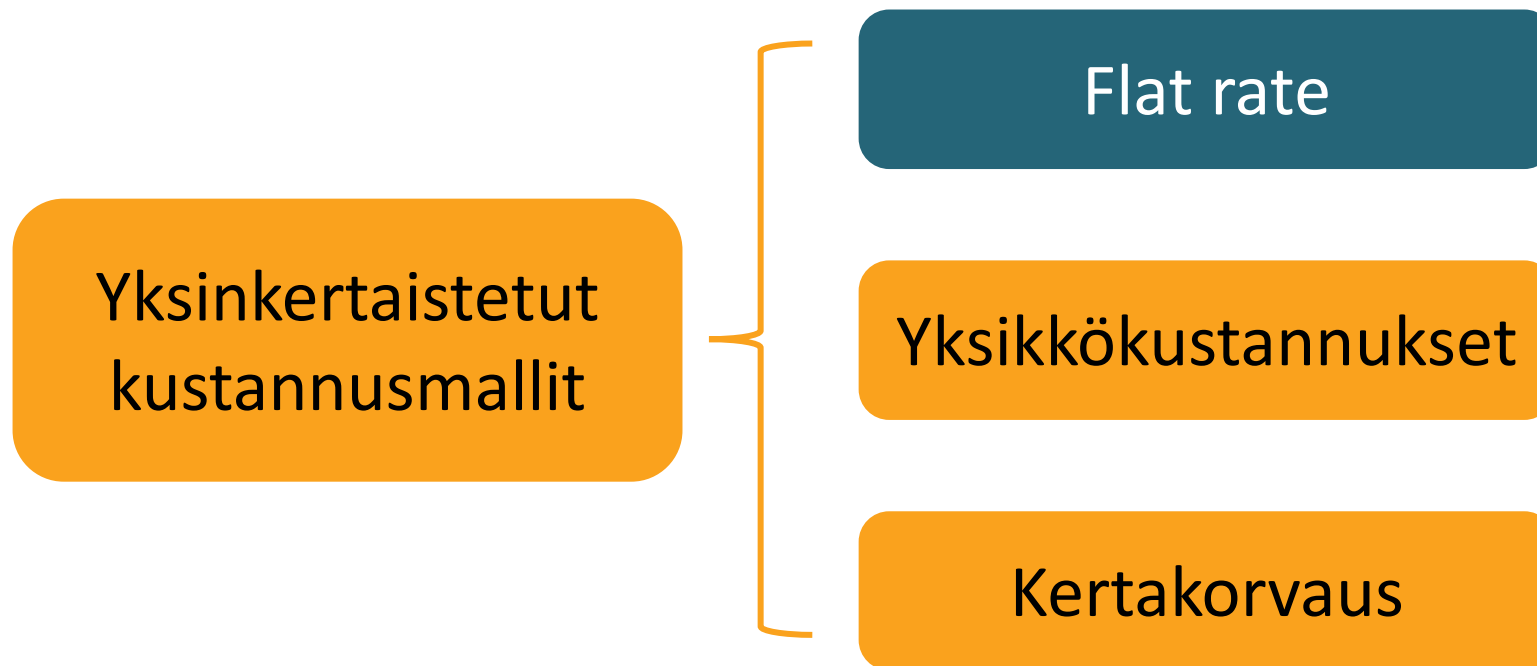 Flat rate
Yksinkertaistetut
kustannusmallit
Yksikkökustannukset
Kertakorvaus